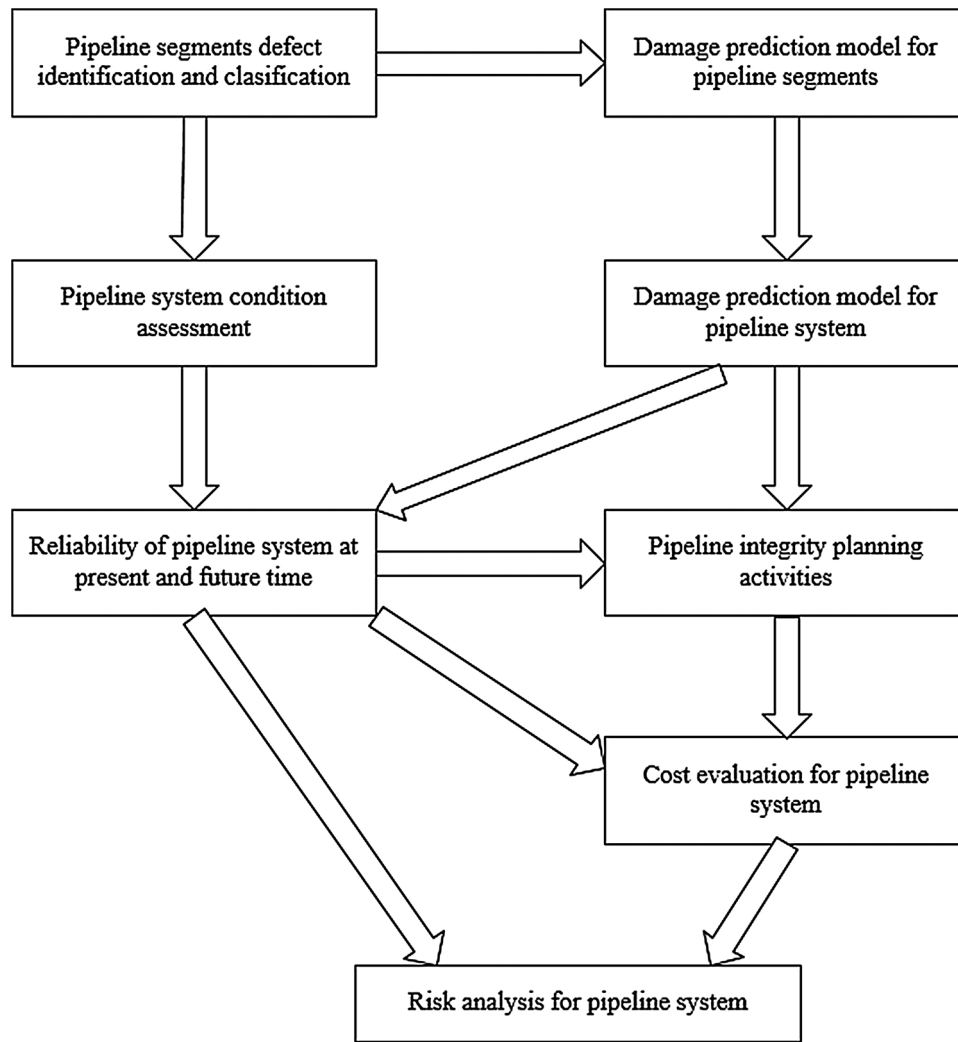 Pipeline segments defect
identification and clasification
Damage prediction model for
pipeline segments
Pipeline system condition
assessment
Damage prediction model for
pipeline system
Reliability of pipeline system at
present and future time
Pipeline integrity planning
activities
Cost evaluation for pipeline
system
Risk analysis for pipeline system